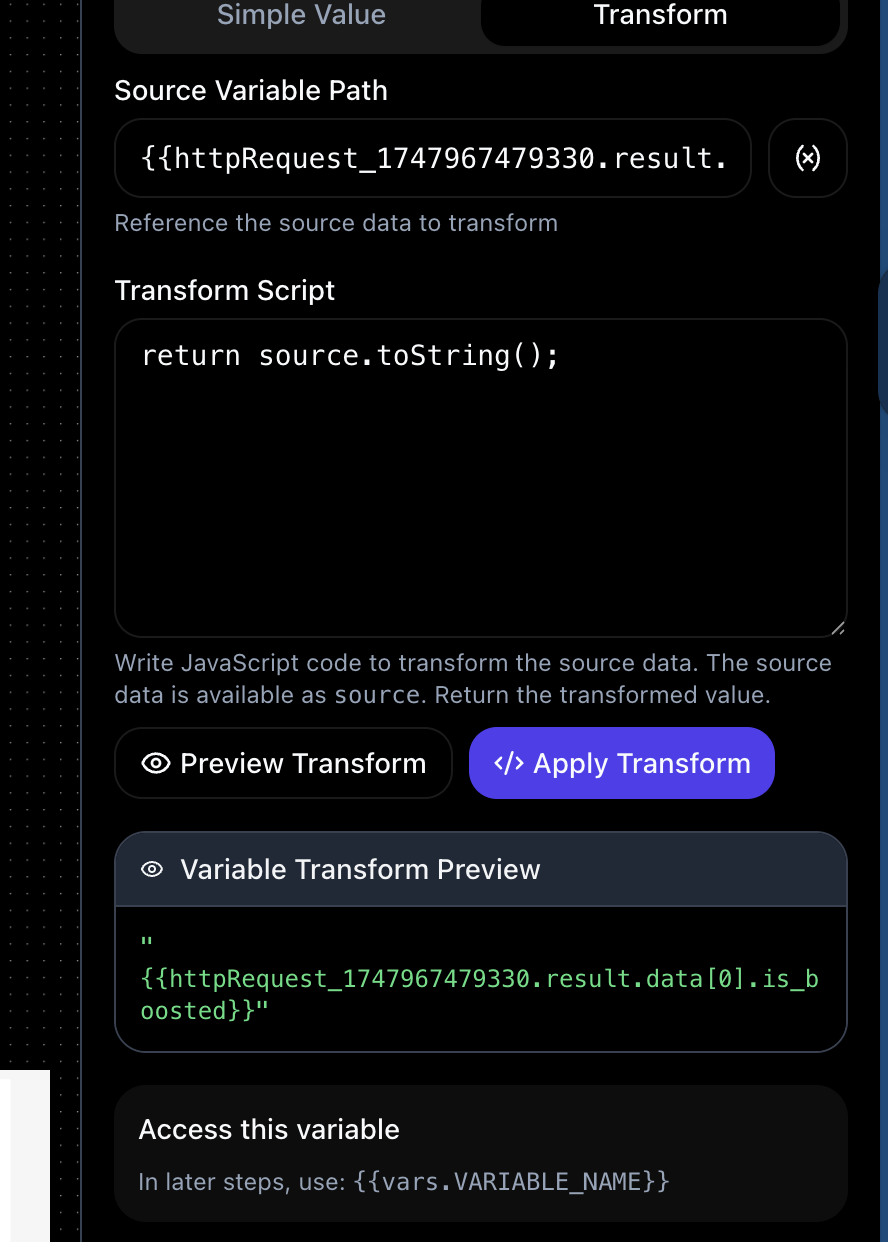 Simple Value
Transform
Source Variable Path
{{httpRequest_1747967479330.result.
(x)
Reference the source data to transform
Transform Script
return source.toString();
Write JavaScript code to transform the source data. The source
data is available as source. Return the transformed value.
Preview Transform
</> Apply Transform
Variable Transform Preview
"
{{httpRequest_1747967479330.result.data[0].is_b
oosted}}"
Access this variable
In later steps, use: {{vars.VARIABLE_NAME}}